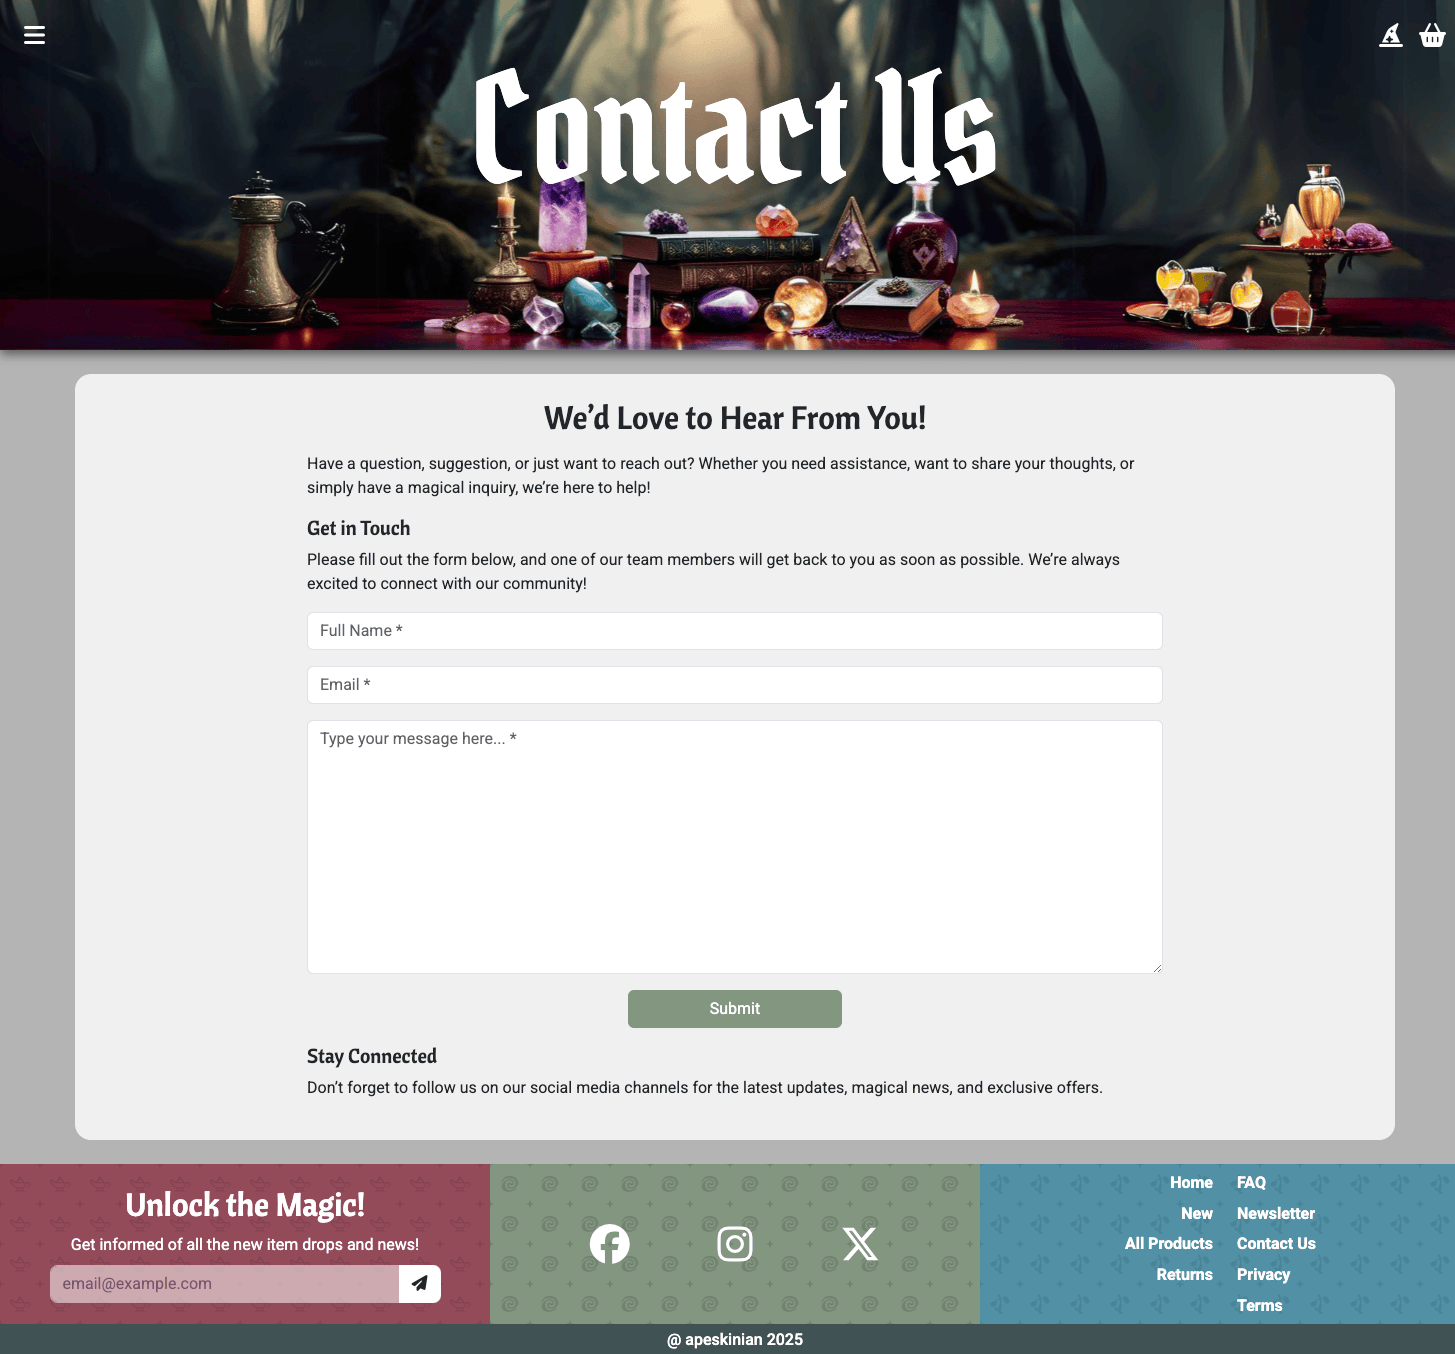 Contact Us
We’d Love to Hear From You!
Have a question, suggestion, or just want to reach out? Whether you need assistance, want to share your thoughts, or
simply have a magical inquiry, we’re here to help!
Get in Touch
Please fill out the form below, and one of our team members will get back to you as soon as possible. We’re always
excited to connect with our community!
Full Name *
Email *
Type your message here... *
Submit
Stay Connected
Don’t forget to follow us on our social media channels for the latest updates, magical news, and exclusive offers.
Unlock the Magic!
Get informed of all the new item drops and news!
email@example.com
Home
New
All Products
Returns
FAQ
Newsletter
Contact Us
Privacy
Terms
@ apeskinian 2025